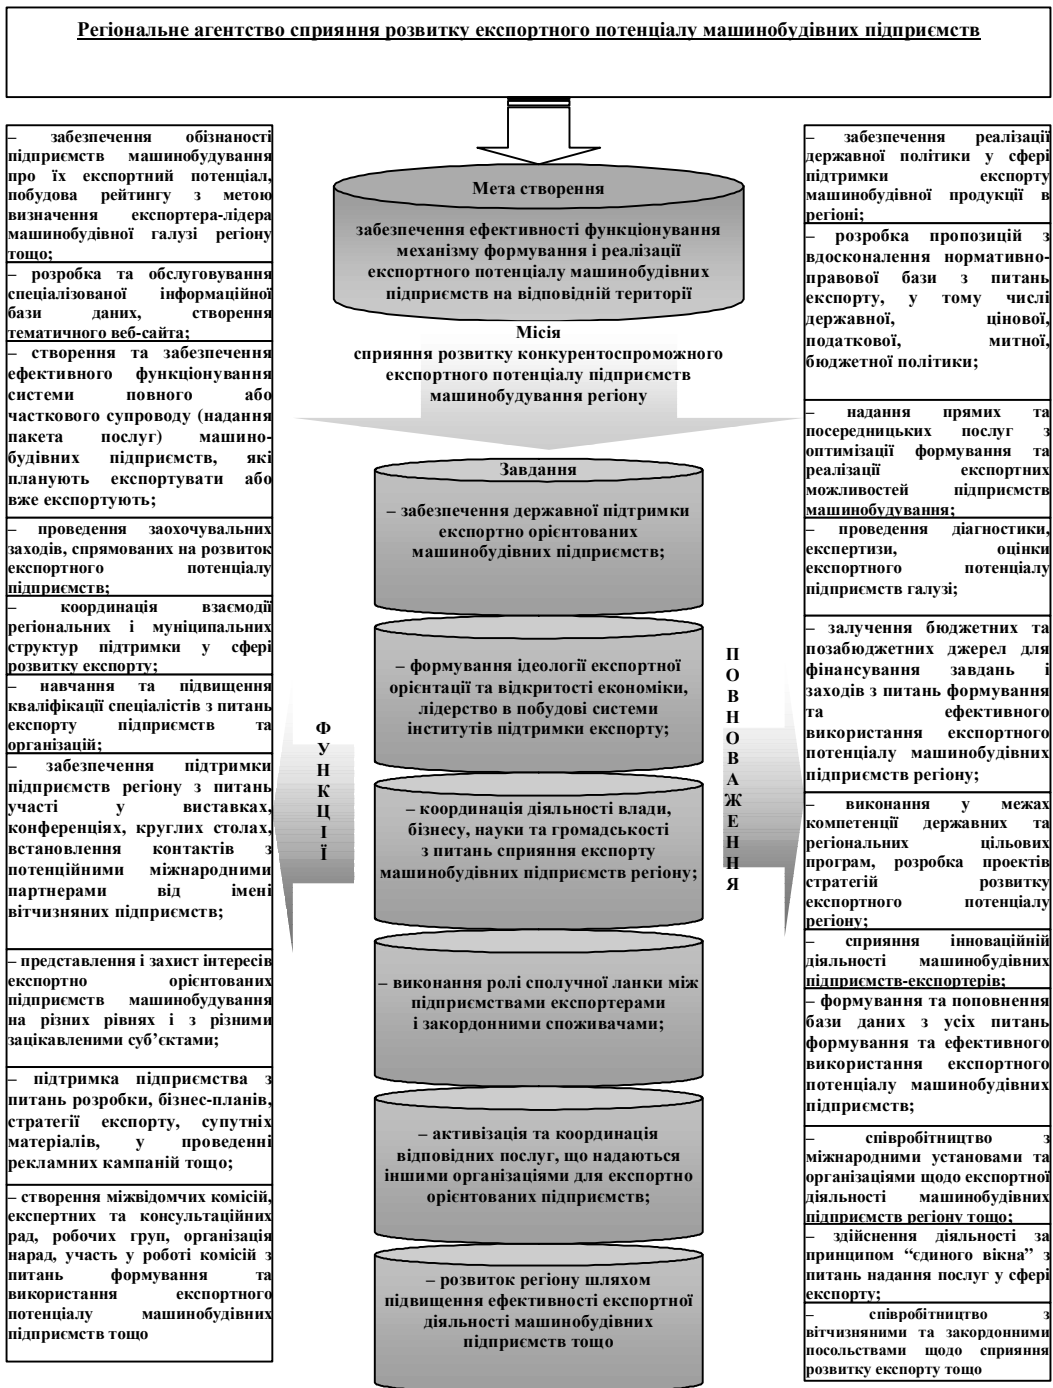 Регіональне агентство сприяння розвитку експортного потенціалу машинобудівних підприємств
– забезпечення обізнаності
підприємств машинобудування
про їх експортний потенціал,
побудова рейтингу з метою
визначення експортера-лідера
машинобудівної галузі регіону
тощо;
– розробка та обслуговування
спеціалізованої інформаційної
бази даних, створення
тематичного веб-сайта;
– створення та забезпечення
ефективного функціонування
системи повного або
часткового супроводу (надання
пакета послуг) машино-
будівних підприємств, які
планують експортувати або
вже експортують;
– проведення заохочувальних
заходів, спрямованих на розвиток
експортного потенціалу
підприємств;
– координація взаємодії
регіональних і муніципальних
структур підтримки у сфері
розвитку експорту;
– навчання та підвищення
кваліфікації спеціалістів з питань
експорту підприємств та
організацій;
– забезпечення підтримки
підприємств регіону з питань
участі у виставках,
конференціях, круглих столах,
встановлення контактів з
потенційними міжнародними
партнерами від імені
вітчизняних підприємств;
– представлення і захист інтересів
експортно орієнтованих
підприємств машинобудування
на різних рівнях і з різними
зацікавленими суб’єктами;
– підтримка підприємства з
питань розробки, бізнес-планів,
стратегії експорту, супутніх
матеріалів, у проведенні
рекламних кампаній тощо;
– створення міжвідомчих комісій,
експертних та консультаційних
рад, робочих груп, організація
нарад, участь у роботі комісій з
питань формування та
використання експортного
потенціалу машинобудівних
підприємств тощо
ФУНКЦІЇ
Мета створення
забезпечення ефективності функціонування
механізму формування і реалізації
експортного потенціалу машинобудівних
підприємств на відповідній території
Місія
сприяння розвитку конкурентоспроможного
експортного потенціалу підприємств
машинобудування регіону
Завдання
– забезпечення державної підтримки
експортно орієнтованих
машинобудівних підприємств;
– формування ідеології експортної
орієнтації та відкритості економіки,
лідерство в побудові системи
інститутів підтримки експорту;
– координація діяльності влади,
бізнесу, науки та громадськості
з питань сприяння експорту
машинобудівних підприємств регіону;
– виконання ролі сполучної ланки між
підприємствами експортерами
і закордонними споживачами;
– активізація та координація
відповідних послуг, що надаються
іншими організаціями для експортно
орієнтованих підприємств;
– розвиток регіону шляхом
підвищення ефективності експортної
діяльності машинобудівних
підприємств тощо
ПОВНОВАЖЕННЯ
– забезпечення реалізації
державної політики у сфері
підтримки експорту
машинобудівної продукції в
регіоні;
– розробка пропозицій з
вдосконалення нормативно-
правової бази з питань
експорту, у тому числі
державної, цінової,
податкової, митної,
бюджетної політики;
– надання прямих та
посередницьких послуг з
оптимізації формування та
реалізації експортних
можливостей підприємств
машинобудування;
– проведення діагностики,
експертизи, оцінки
експортного потенціалу
підприємств галузі;
– залучення бюджетних та
позабюджетних джерел для
фінансування завдань і
заходів з питань формування
та ефективного
використання експортного
потенціалу машинобудівних
підприємств регіону;
– виконання у межах
компетенції державних та
регіональних цільових
програм, розробка проектів
стратегій розвитку
експортного потенціалу
регіону;
– сприяння інноваційній
діяльності машинобудівних
підприємств-експортерів;
– формування та поповнення
бази даних з усіх питань
формування та ефективного
використання експортного
потенціалу машинобудівних
підприємств;
– співробітництво з
міжнародними установами та
організаціями щодо експортної
діяльності машинобудівних
підприємств регіону тощо;
– здійснення діяльності за
принципом “єдиного вікна” з
питань надання послуг у сфері
експорту;
– співробітництво з
вітчизняними та закордонними
посольствами щодо сприяння
розвитку експорту тощо